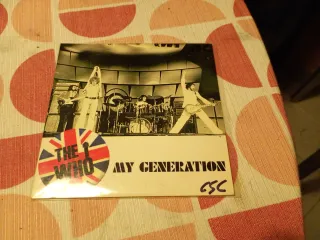 THE
WHO
MY GENERATION
CSC